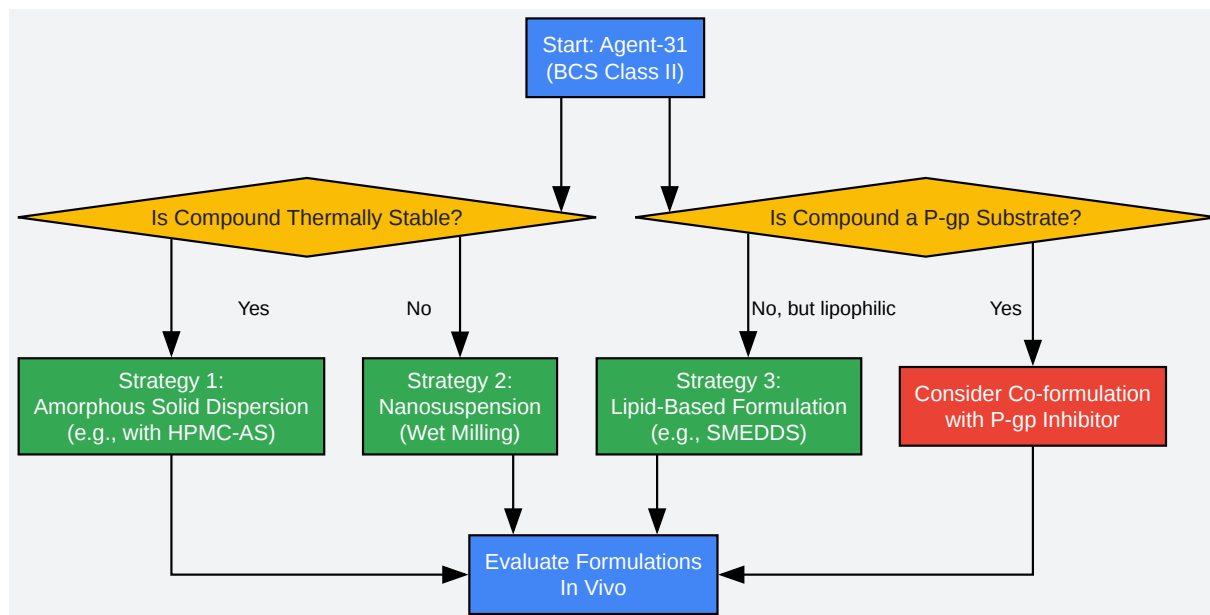 Start: Agent-31
(BCS Class II)
Is Compound Thermally Stable?
Is Compound a P-gp Substrate?
Yes
No
No, but lipophilic
Yes
Strategy 1:
Amorphous Solid Dispersion
(e.g., with HPMC-AS)
Strategy 2:
Nanosuspension
(Wet Milling)
Strategy 3:
Lipid-Based Formulation
(e.g., SMEDDS)
Consider Co-formulation
with P-gp Inhibitor
Evaluate Formulations
In Vivo